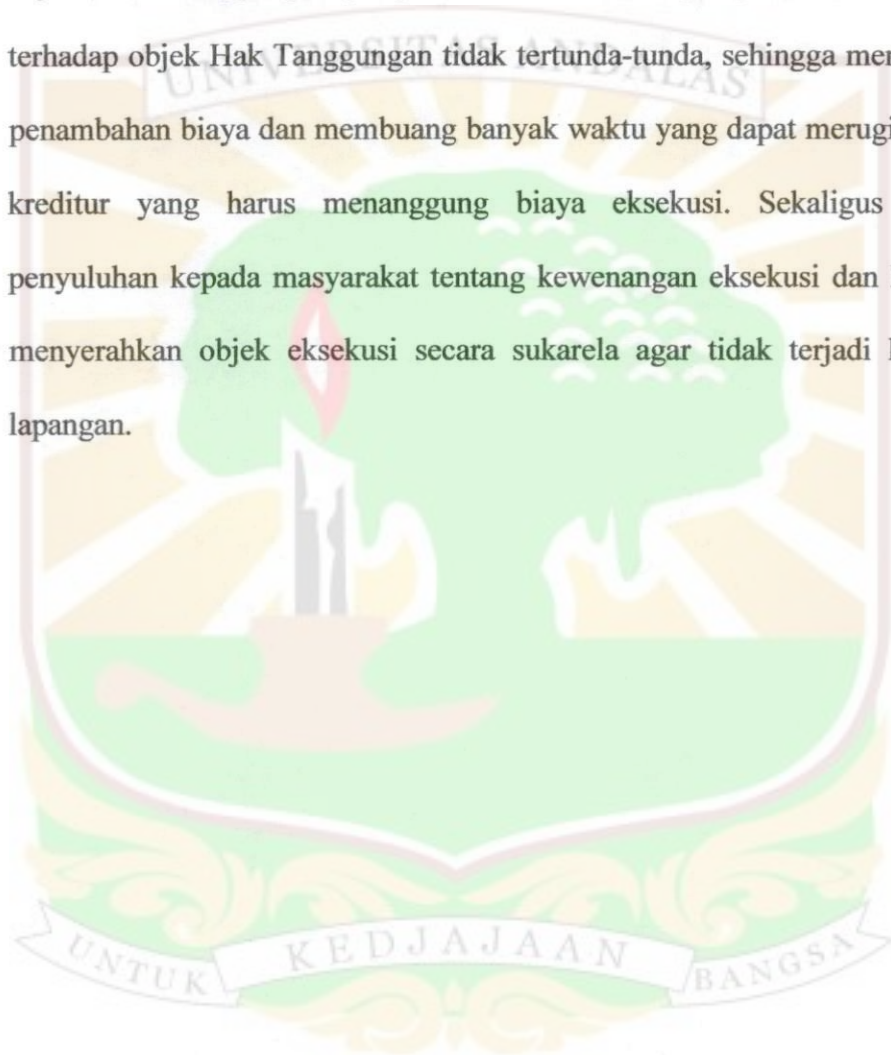 terhadap objek Hak Tanggungan tidak tertunda-tunda, sehingga
penambahan biaya dan membuang banyak waktu yang dapat
kreditur yang harus menanggung biaya eksekusi. Sekaligus
penyuluhan kepada masyarakat tentang kewenangan eksekusi dan
menyerahkan objek eksekusi secara sukarela agar tidak terjadi
lapangan.
UNIVERSITAS ANDALAS
UNTUK KEDJAJAAN BANGSA